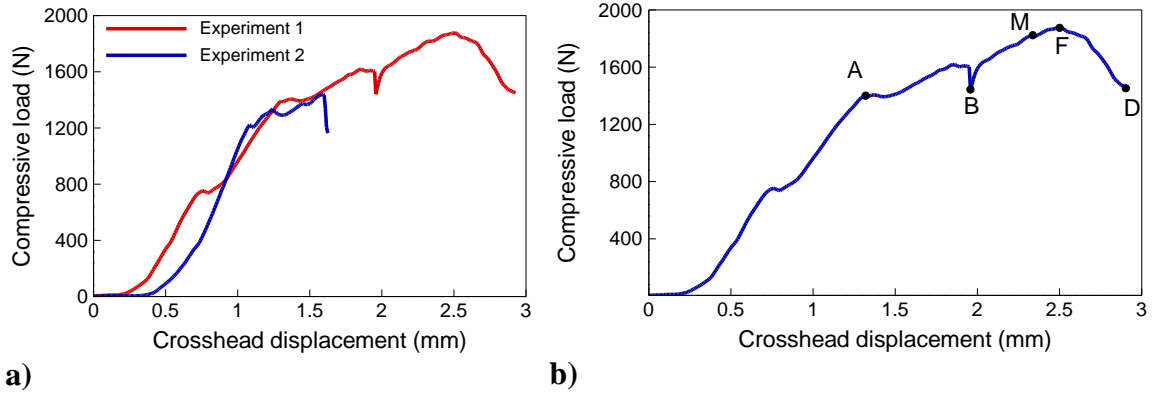 2000
1600
1200
800
400
0
Compressive load (N)
Experiment 1
Experiment 2
0 0.5 1 1.5 2 2.5 3
Crosshead displacement (mm)
a)
2000
1600
1200
800
400
Compressive load (N)
A
B
M
F
D
0 0.5 1 1.5 2 2.5 3
Crosshead displacement (mm)
b)